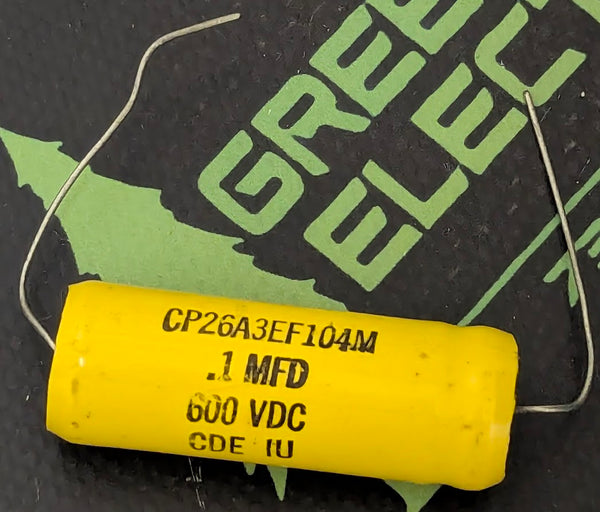 GREE
ELEC
CP26A3EF104M
.1 MFD
600 VDC
CDE IU